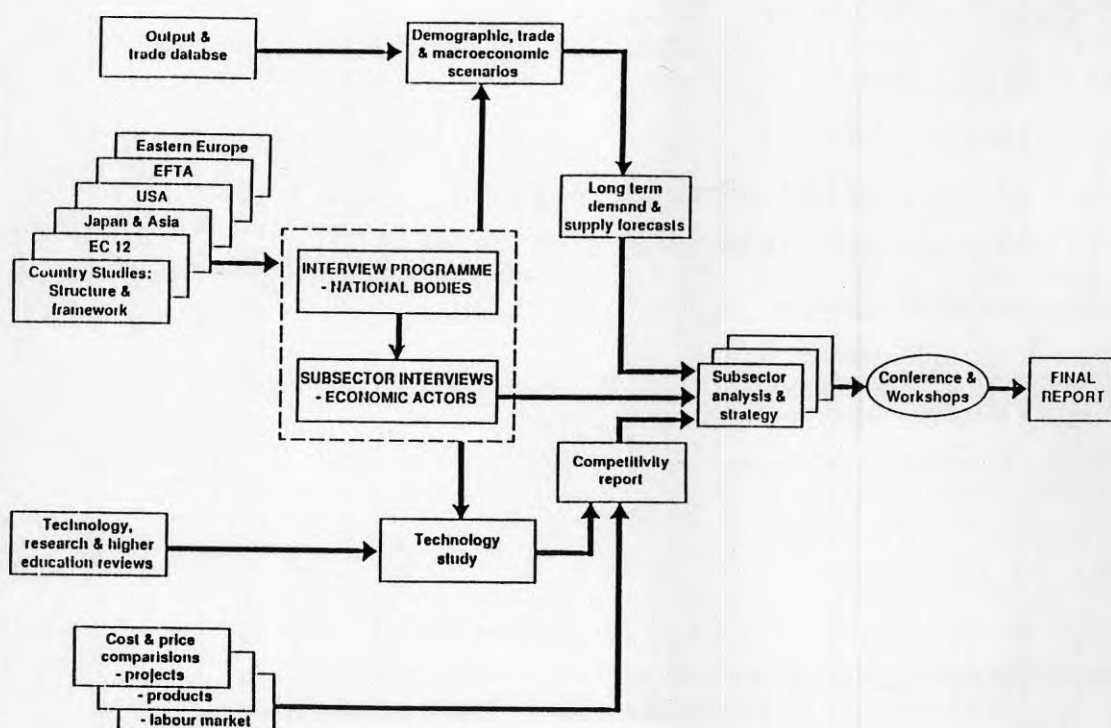 Output &
trade databse
Demographic, trade
& macroeconomic
scenarios
Eastern Europe
EFTA
USA
Japan & Asia
EC 12
Country Studies:
Structure &
framework
Long term
demand &
supply forecasts
INTERVIEW PROGRAMME
- NATIONAL BODIES
SUBSECTOR INTERVIEWS
- ECONOMIC ACTORS
Subsector
analysis &
strategy
Conference &
Workshops
FINAL
REPORT
Competitivity
report
Technology,
research & higher
education reviews
Technology
study
Cost & price
comparisions
- projects
- products
- labour market